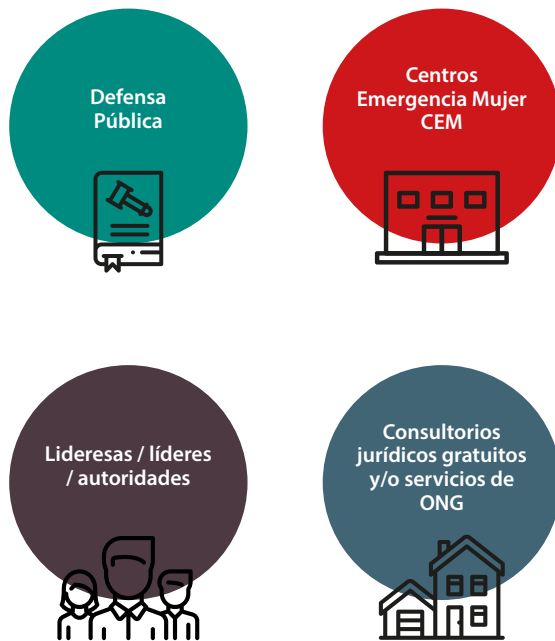 Defensa
Pública
Centros
Emergencia Mujer
CEM
Lideresas / líderes
/ autoridades
Consultorios
jurídicos gratuitos
y/o servicios de
ONG